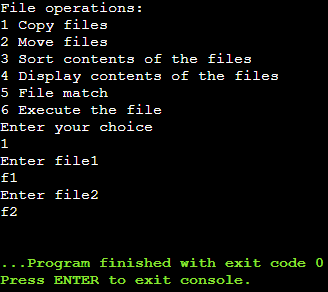 File operations:
1 Copy files
2 Move files
3 Sort contents of the files
4 Display contents of the files
5 File match
6 Execute the file
Enter your choice
1
Enter file1
f1
Enter file2
f2
...Program finished with exit code 0
Press ENTER to exit console.